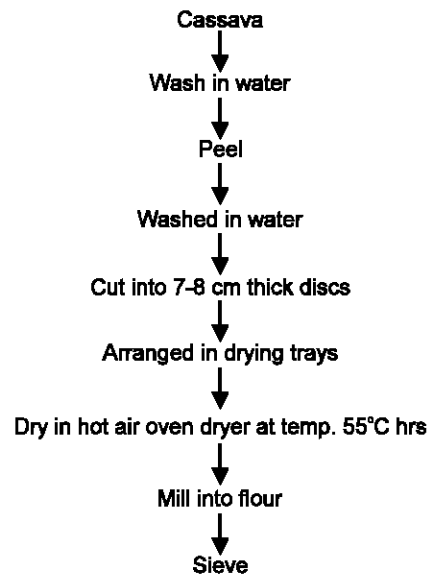 Cassava
Wash in water
Peel
Washed in water
Cut into 7-8 cm thick discs
Arranged in drying trays
Dry in hot air oven dryer at temp. 55°C hrs
Mill into flour
Sieve